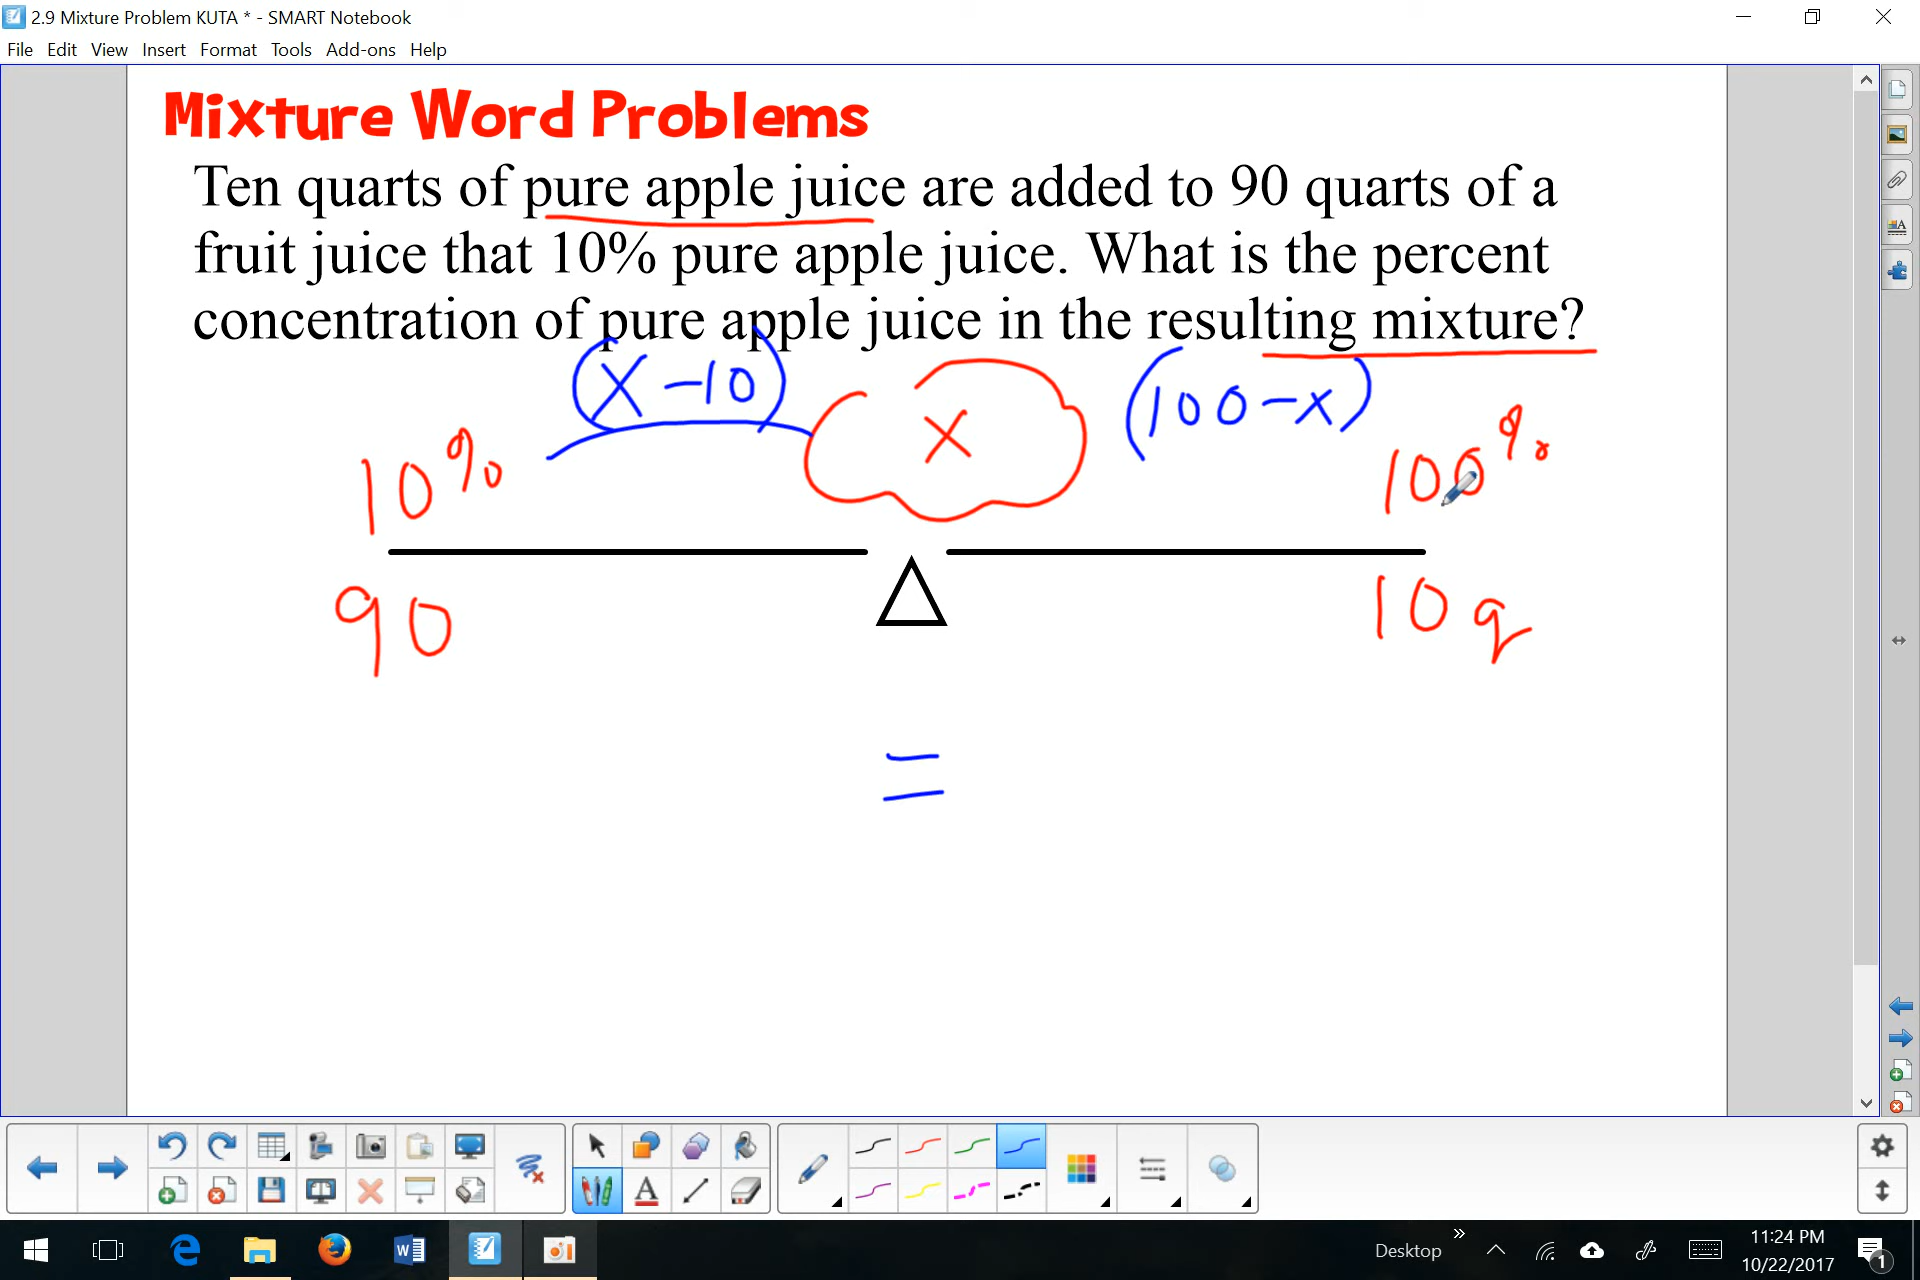 2.9 Mixture Problem KUTA * - SMART Notebook
File Edit View Insert Format Tools Add-ons Help
Mixture Word Problems
Ten quarts of pure apple juice are added to 90 quarts of a
fruit juice that 10% pure apple juice. What is the percent
concentration of pure apple juice in the resulting mixture?
(x - 10) x (100 - x)
10% 100%
90 10 q
=
Desktop
11:24 PM
10/22/2017
1